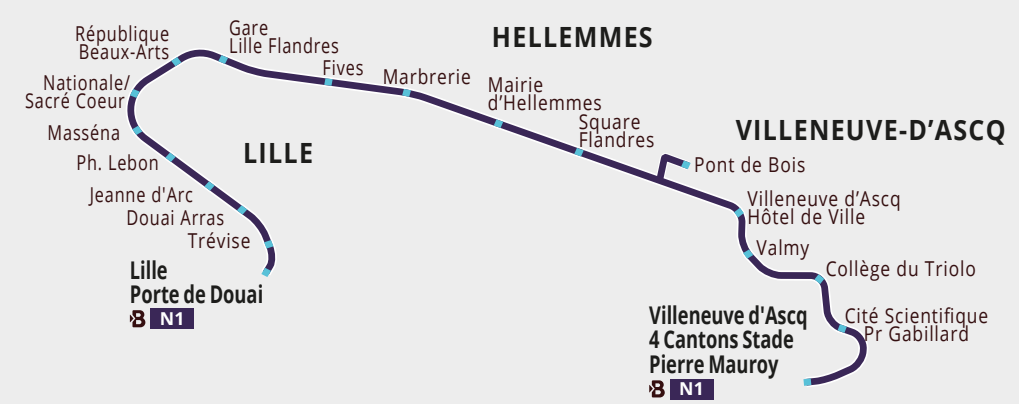 République
Beaux-Arts
Gare
Lille Flandres
Fives
Marbrerie
HELLEMMES
Mairie
d’Hellemmes
Square
Flandres
VILLENEUVE-D’ASCQ
Pont de Bois
Nationale/
Sacré Coeur
Masséna
Ph. Lebon
LILLE
Jeanne d'Arc
Douai Arras
Trévise
Lille
Porte de Douai
B N1
Villeneuve d’Ascq
Hôtel de Ville
Valmy
Collège du Triolo
Cité Scientifique
Pr Gabillard
Villeneuve d'Ascq
4 Cantons Stade
Pierre Mauroy
B N1